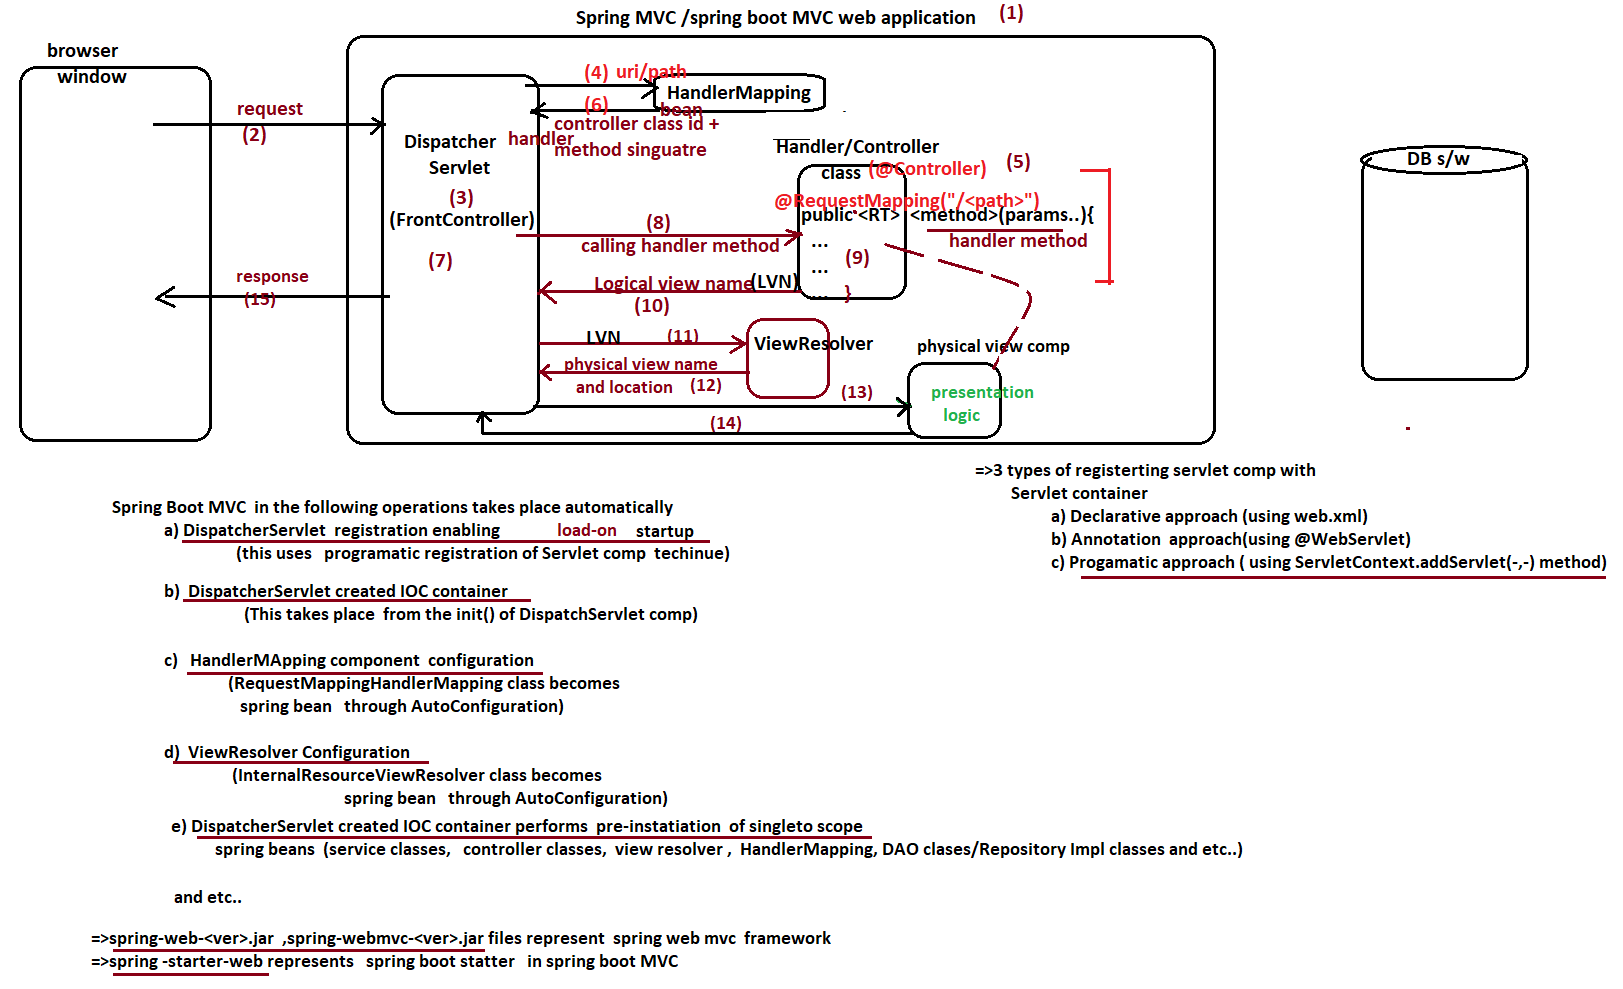 Spring MVC /spring boot MVC web application (1)
browser
window
request
(2)
response
(15)
Dispatcher
Servlet
(3)
(FrontController)
(7)
(4) uri/path
HandlerMapping
(6) bean
controller class id +
handler method singuatre
Handler/Controller
class (@Controller) (5)
@RequestMapping("/<path>")
public <RT> <method>(params..){
handler method
...
...
... }
(9)
(8)
calling handler method
Logical view name (LVN)
(10)
LVN (11)
ViewResolver
physical view name
and location (12)
(13)
(14)
physical view comp
presentation
logic
DB s/w
=>3 types of registerting servlet comp with
Servlet container
a) Declarative approach (using web.xml)
b) Annotation approach(using @WebServlet)
c) Progamatic approach ( using ServletContext.addServlet(-,-) method)
Spring Boot MVC in the following operations takes place automatically
a) DispatcherServlet registration enabling load-on startup
(this uses programatic registration of Servlet comp techinue)
b) DispatcherServlet created IOC container
(This takes place from the init() of DispatchServlet comp)
c) HandlerMApping component configuration
(RequestMappingHandlerMapping class becomes
spring bean through AutoConfiguration)
d) ViewResolver Configuration
(InternalResourceViewResolver class becomes
spring bean through AutoConfiguration)
e) DispatcherServlet created IOC container performs pre-instatiation of singleto scope
spring beans (service classes, controller classes, view resolver , HandlerMapping, DAO clases/Repository Impl classes and etc..)
and etc..
=>spring-web-<ver>.jar ,spring-webmvc-<ver>.jar files represent spring web mvc framework
=>spring -starter-web represents spring boot statter in spring boot MVC